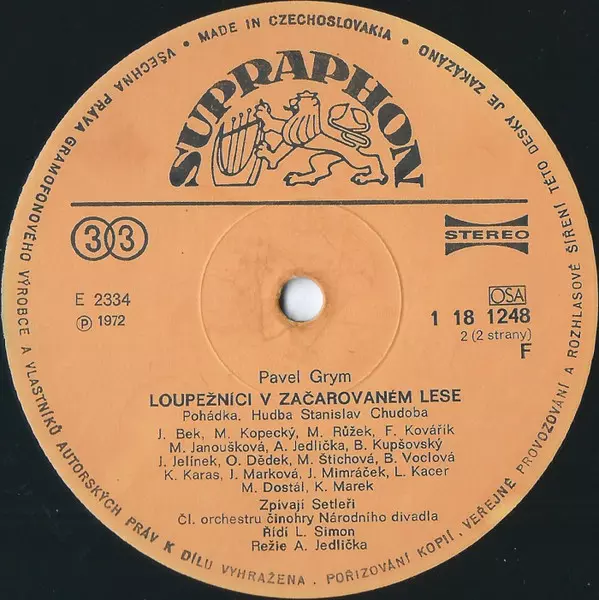 VŠECHNA PRÁVA GRAMOFONOVÉHO VÝROBCE A VLASTNÍKŮ AUTORSKÝCH PRÁV K DÍLU VYHRAŽENA . POŘIZOVÁNÍ KOPIÍ . VEŘEJNÉ PROVOZOVÁNÍ A ROZHLASOVÉ ŠÍŘENÍ TÉTO DESKY JE ZAKÁZÁNO
• MADE IN CZECHOSLOVAKIA •
SUPRAPHON
33
STEREO
E 2334
Ⓟ 1972
OSA
1 18 1248
2 (2 strany)
F
Pavel Grym
LOUPEŽNÍCI V ZAČAROVANÉM LESE
Pohádka. Hudba Stanislav Chudoba
J. Bek, M. Kopecký, M. Růžek, F. Kovářík
M. Janoušková, A. Jedlička, B. Kupšovský
J. Jelínek, O. Dědek, M. Štichová, B. Voclová
K. Karas, J. Marková, J. Mimráček, L. Kacer
M. Dostál, K. Marek
Zpívají Setleři
Čl. orchestru činohry Národního divadla
Řídí L. Simon
Režie A. Jedlička